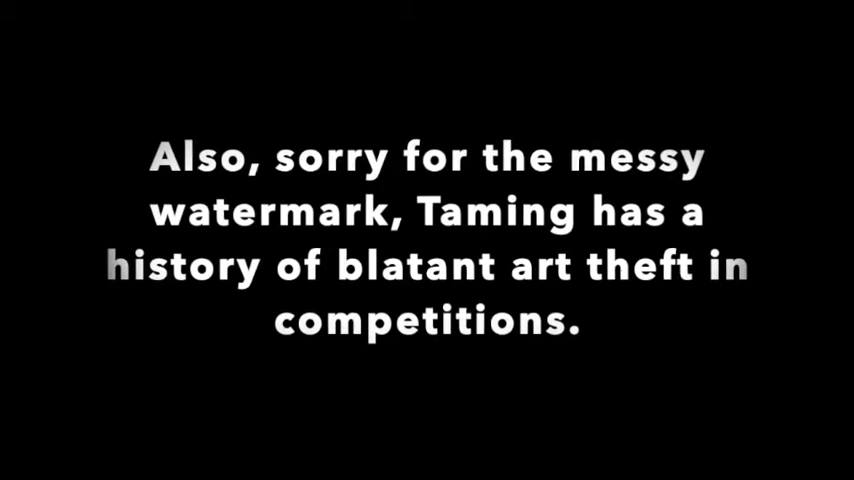 Also, sorry for the messy
watermark, Taming has a
history of blatant art theft in
competitions.